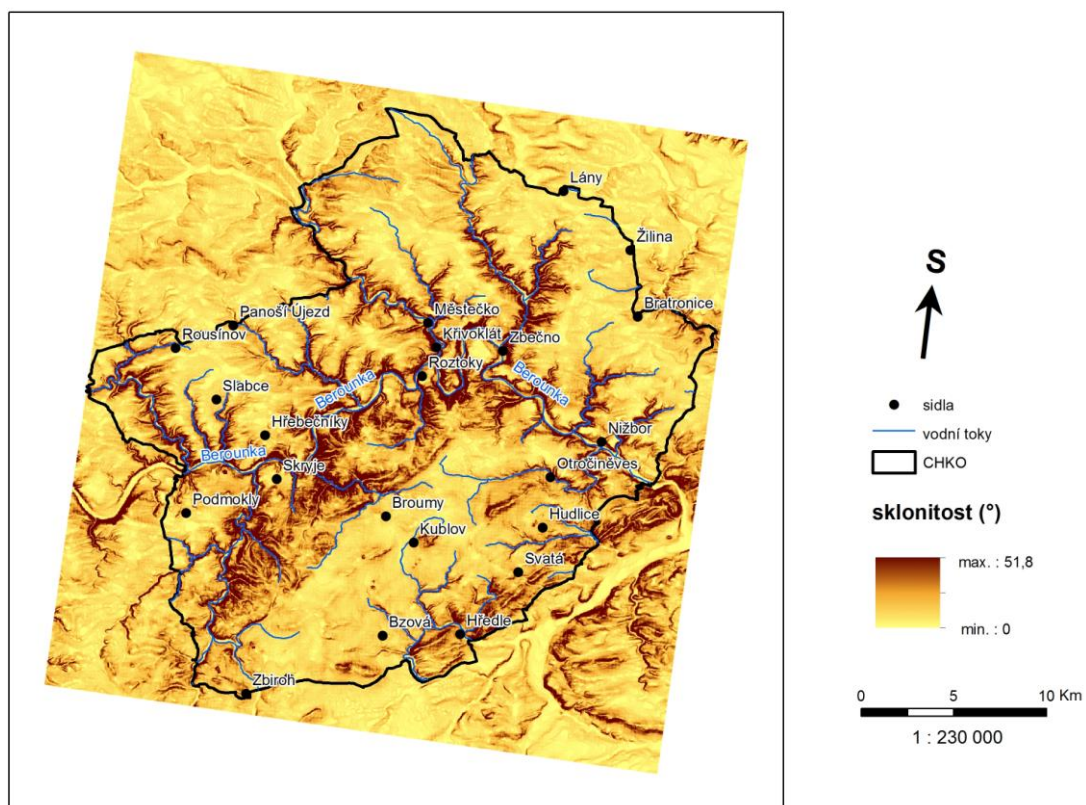 Lány
Žilina
Bratronice
Městečko
Panoší Újezd
Křivoklát
Zbečno
Rousínov
Roztoky
Berounka
Berounka
Slabce
Hřebečníky
Nižbor
Berounka
Skryje
Otročiněves
Podmokly
Broumy
Hudlice
Kublov
Svatá
Bzová
Hředle
Zbiroh
S
sídla
vodní toky
CHKO
sklonitost (°)
max. : 51,8
min. : 0
0 5 10 Km
1 : 230 000